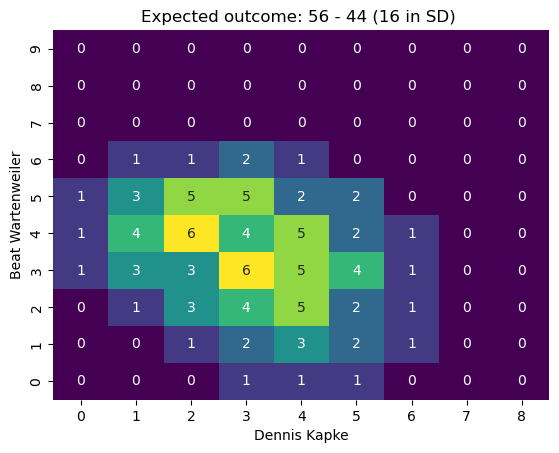 Expected outcome: 56 - 44 (16 in SD)
9 0 0 0 0 0 0 0 0 0
8 0 0 0 0 0 0 0 0 0
7 0 0 0 0 0 0 0 0 0
6 0 1 1 2 1 0 0 0 0
5 1 3 5 5 2 2 0 0 0
4 1 4 6 4 5 2 1 0 0
3 1 3 3 6 5 4 1 0 0
2 0 1 3 4 5 2 1 0 0
1 0 0 1 2 3 2 1 0 0
0 0 0 0 1 1 1 0 0 0
0 1 2 3 4 5 6 7 8
Beat Wartenweiler
Dennis Kapke